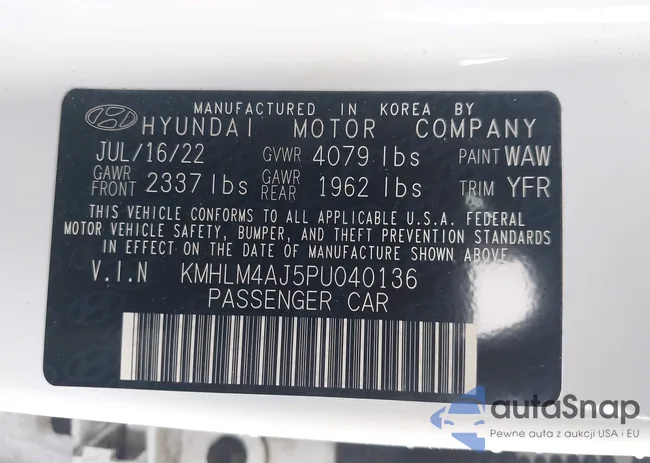 MANUFACTURED IN KOREA BY
HYUNDAI MOTOR COMPANY
JUL/16/22 GVWR 4079 lbs PAINT WAW
GAWR FRONT 2337 lbs GAWR REAR 1962 lbs TRIM YFR
THIS VEHICLE CONFORMS TO ALL APPLICABLE U.S.A. FEDERAL
MOTOR VEHICLE SAFETY, BUMPER, AND THEFT PREVENTION STANDARDS
IN EFFECT ON THE DATE OF MANUFACTURE SHOWN ABOVE.
V.I.N KMHLM4AJ5PU040136
PASSENGER CAR
autaSnap
Pewne auta z aukcji USA i EU